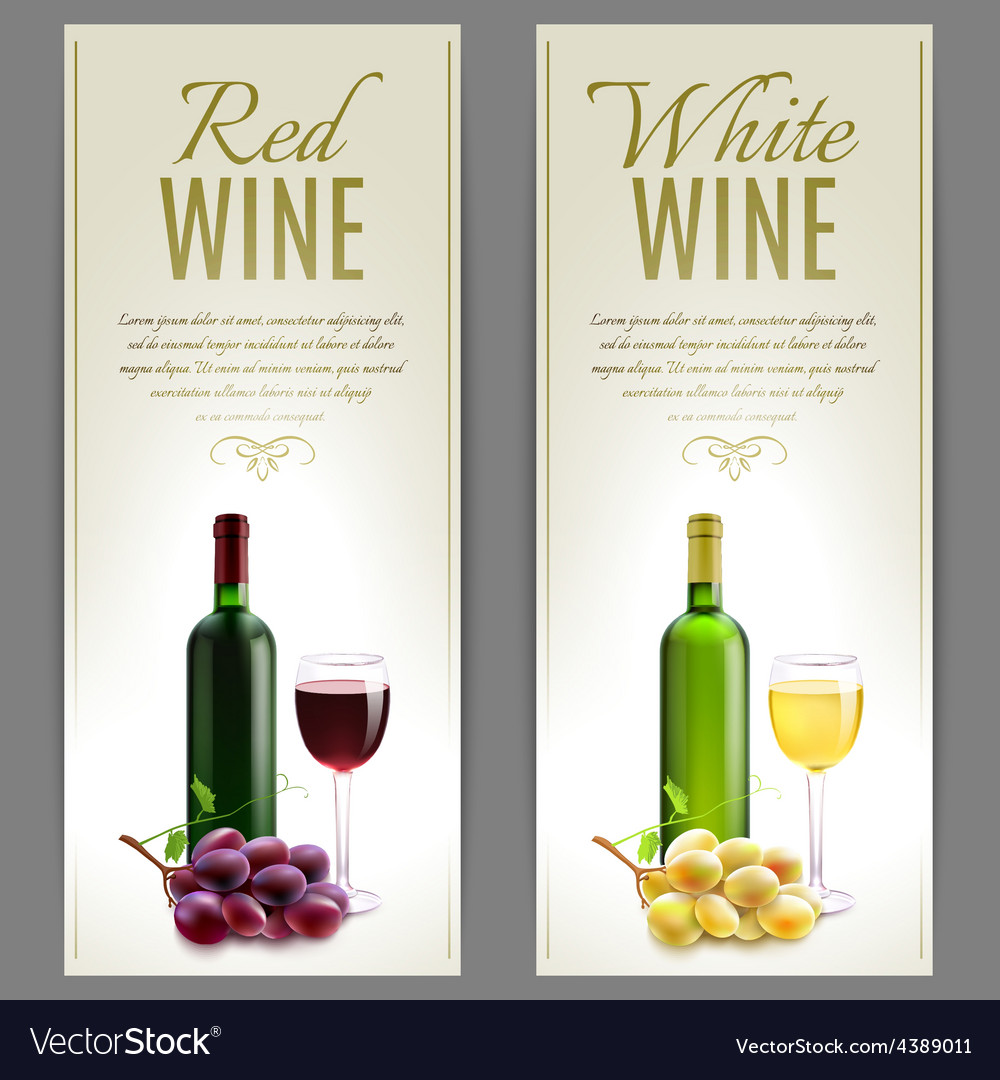 Red
WINE
Lorem ipsum dolor sit amet, consectetur adipisicing elit,
sed do eiusmod tempor incididunt ut labore et dolore
magna aliqua. Ut enim ad minim veniam, quis nostrud
exercitation ullamco laboris nisi ut aliquip
ex ea commodo consequat.
White
WINE
Lorem ipsum dolor sit amet, consectetur adipisicing elit,
sed do eiusmod tempor incididunt ut labore et dolore
magna aliqua. Ut enim ad minim veniam, quis nostrud
exercitation ullamco laboris nisi ut aliquip
ex ea commodo consequat.
VectorStock®
VectorStock.com/4389011